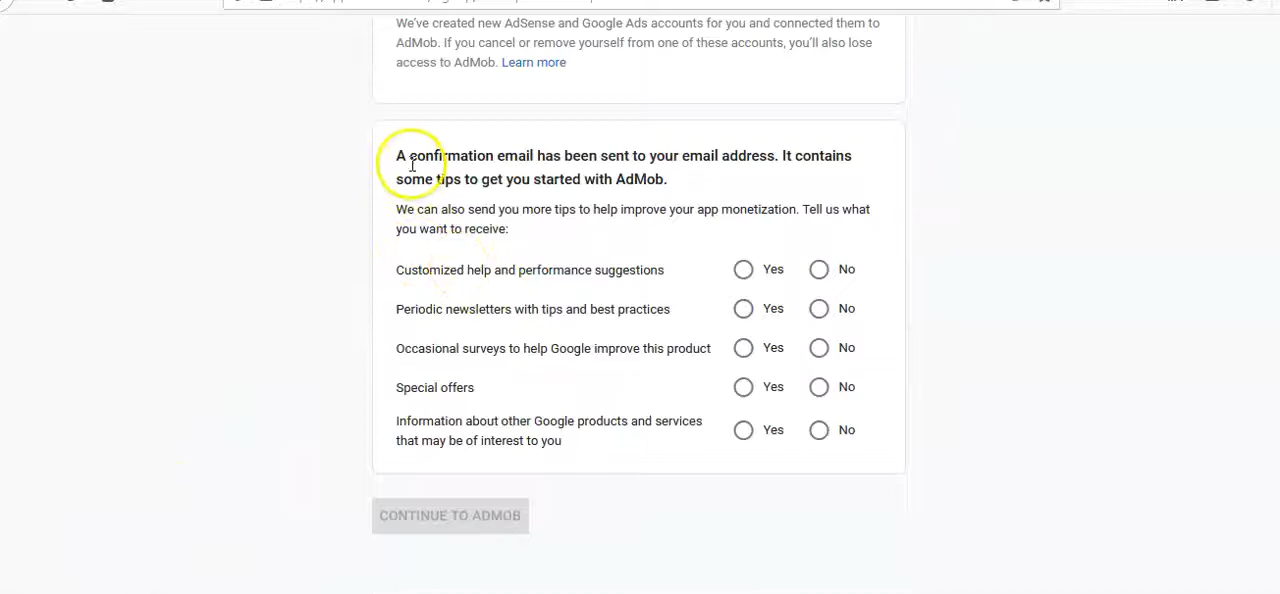 We've created new AdSense and Google Ads accounts for you and connected them to
AdMob. If you cancel or remove yourself from one of these accounts, you'll also lose
access to AdMob. Learn more
A confirmation email has been sent to your email address. It contains
some tips to get you started with AdMob.
We can also send you more tips to help improve your app monetization. Tell us what
you want to receive:
Customized help and performance suggestions Yes No
Periodic newsletters with tips and best practices Yes No
Occasional surveys to help Google improve this product Yes No
Special offers Yes No
Information about other Google products and services
that may be of interest to you Yes No
CONTINUE TO ADMOB